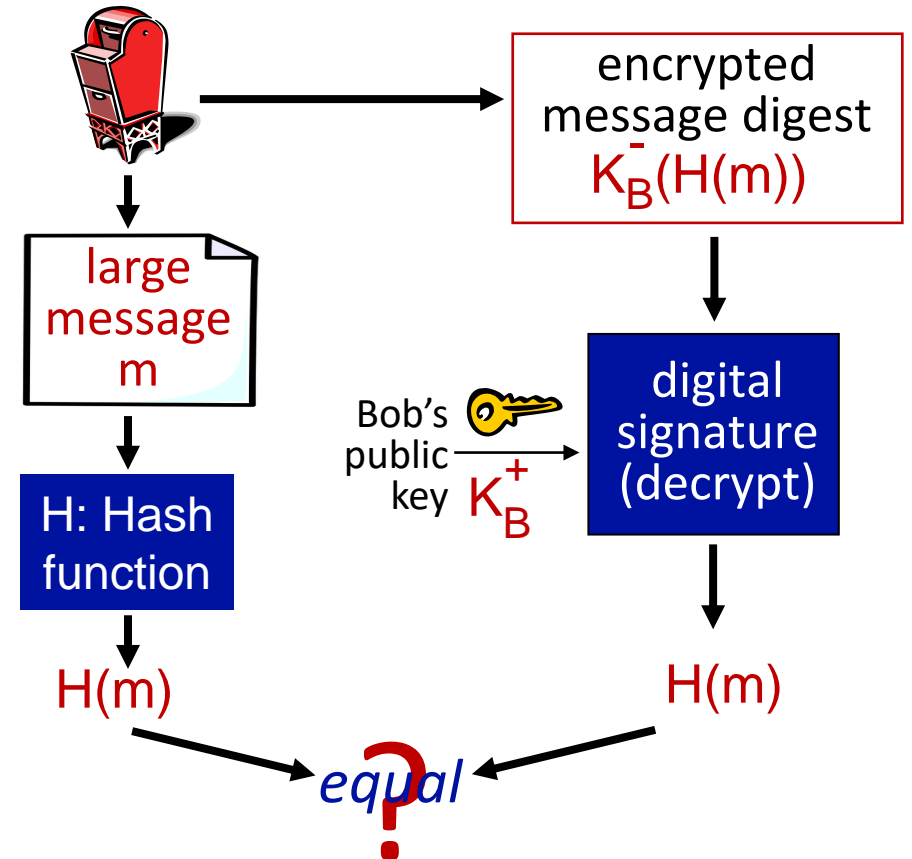 encrypted
message digest
K_B^-(H(m))
large
message
m
H: Hash
function
H(m)
Bob’s
public
key
K_B^+
digital
signature
(decrypt)
H(m)
equal
?